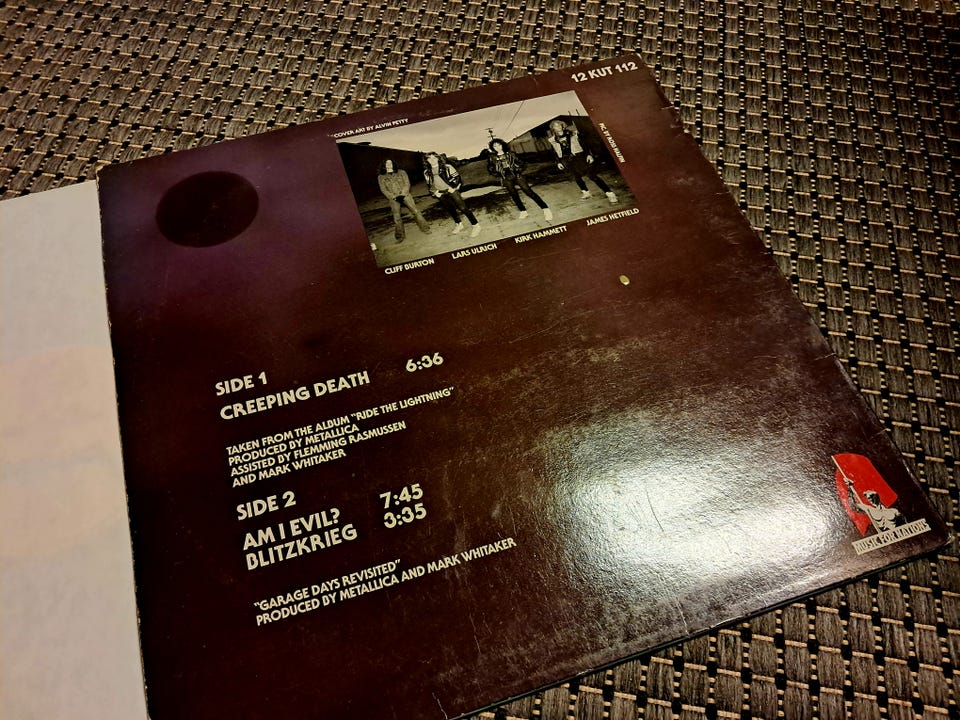 12 KUT 112
COVER ART BY ALVIN PETTY
CLIFF BURTON
LARS ULRICH
KIRK HAMMETT
JAMES HETFIELD
SIDE 1
CREEPING DEATH 6:36
TAKEN FROM THE ALBUM "RIDE THE LIGHTNING"
PRODUCED BY METALLICA
ASSISTED BY FLEMMING RASMUSSEN
AND MARK WHITAKER
SIDE 2
AM I EVIL? 7:45
BLITZKRIEG 3:35
"GARAGE DAYS REVISITED"
PRODUCED BY METALLICA AND MARK WHITAKER
MUSIC FOR NATIONS